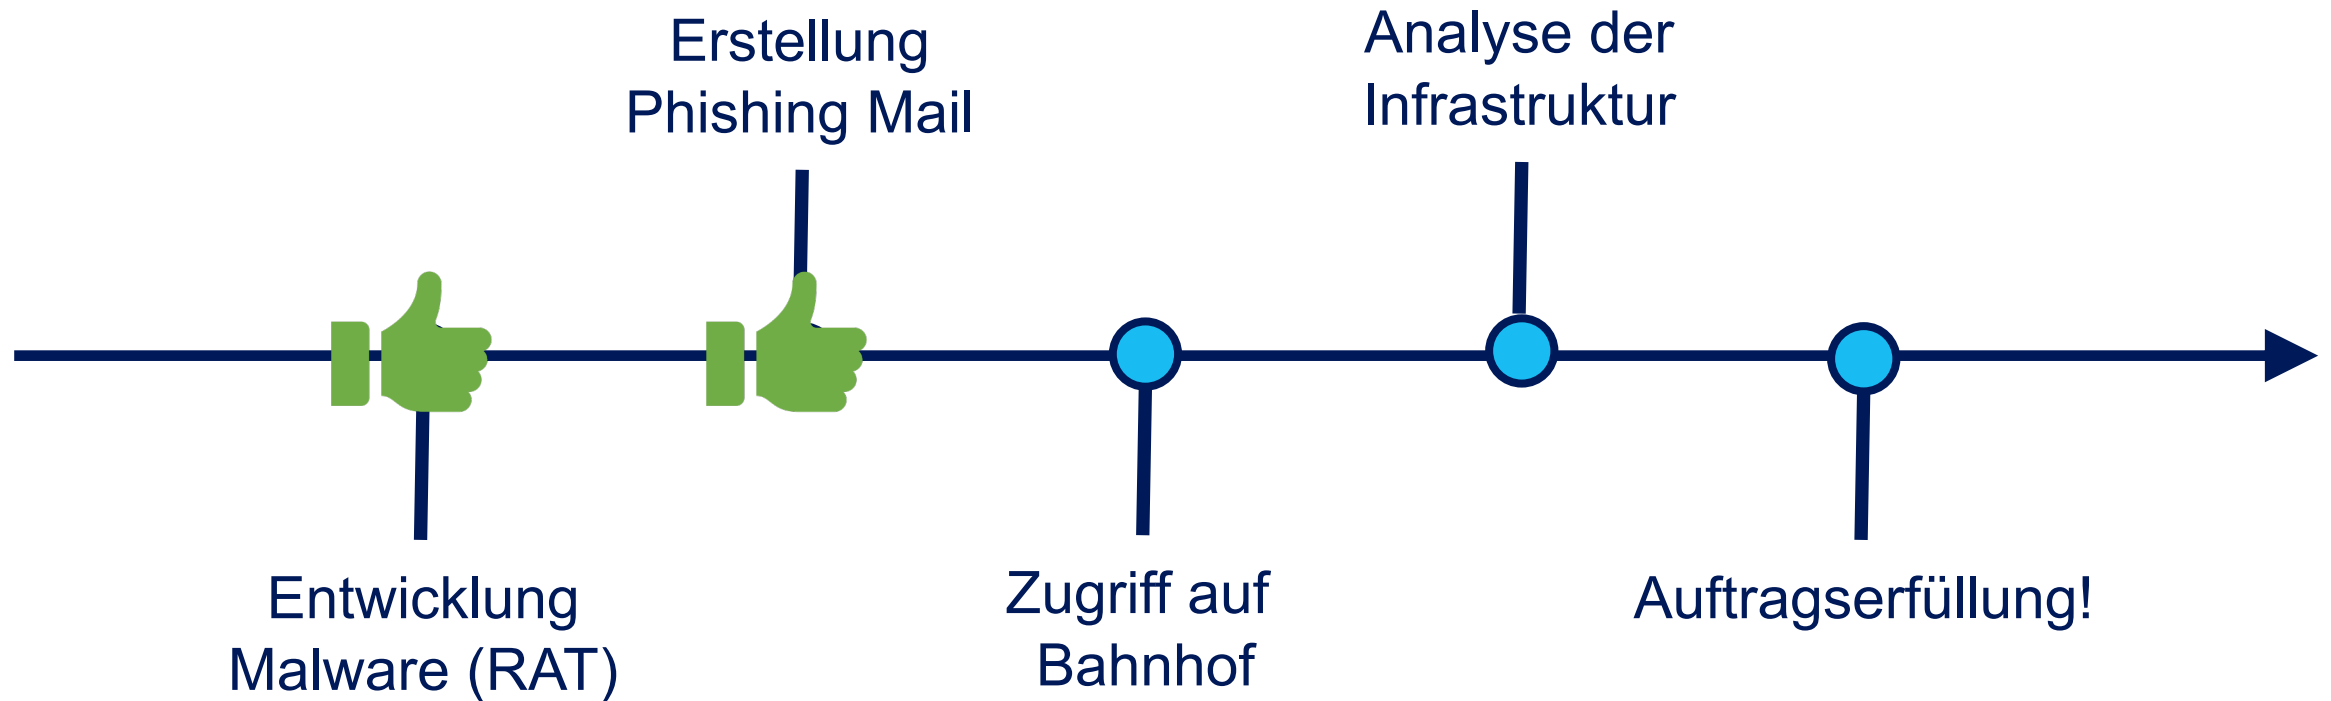 Erstellung
Phishing Mail
Analyse der
Infrastruktur
Entwicklung
Malware (RAT)
Zugriff auf
Bahnhof
Auftragserfüllung!